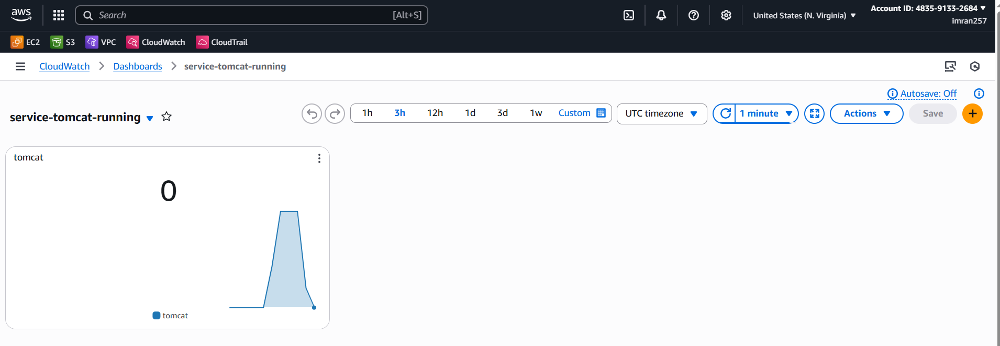 aws
Search [Alt+S]
United States (N. Virginia)
Account ID: 4835-9133-2684
imran257
EC2 S3 VPC CloudWatch CloudTrail
CloudWatch Dashboards service-tomcat-running
Autosave: Off
service-tomcat-running
1h 3h 12h 1d 3d 1w Custom UTC timezone 1 minute Actions Save
tomcat
0
tomcat